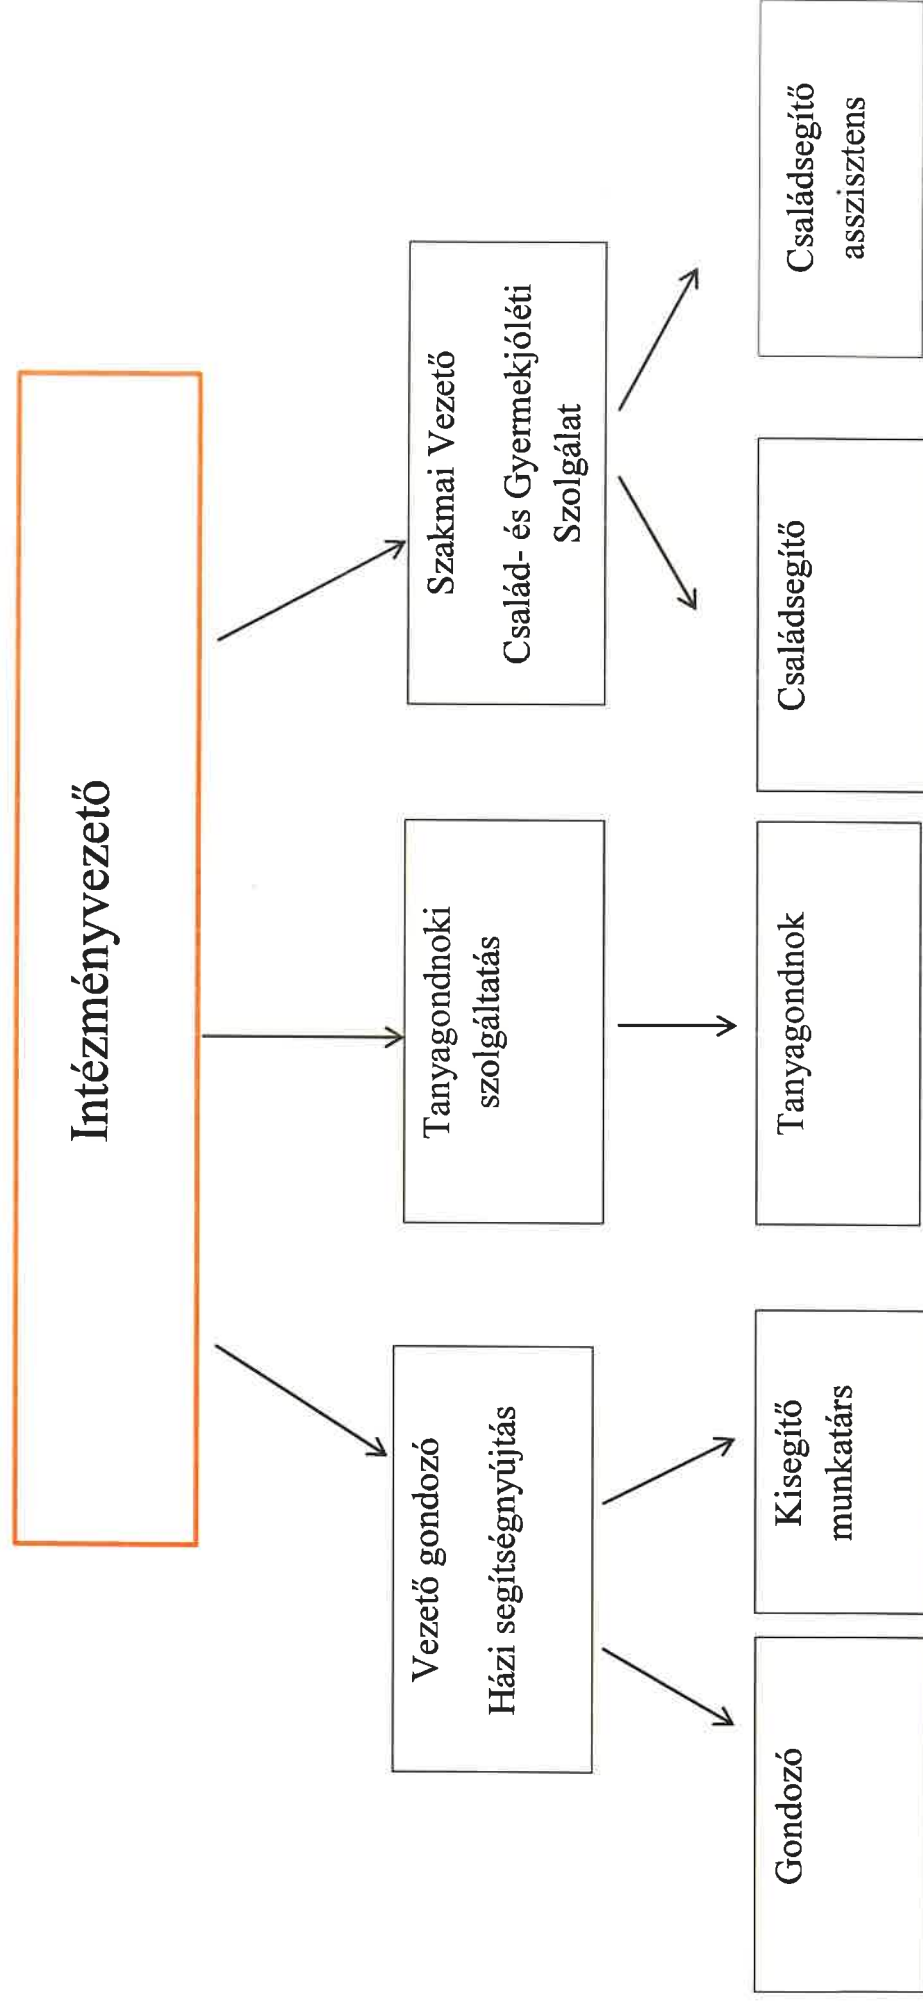 Intézményvezető
Vezető gondozó
Házi segítségnyújtás
Tanyagondnoki
szolgáltatás
Szakmai Vezető
Család- és Gyermekjóléti
Szolgálat
Gondozó
Kisegítő
munkatárs
Tanyagondnok
Családsegítő
Családsegítő
asszisztens